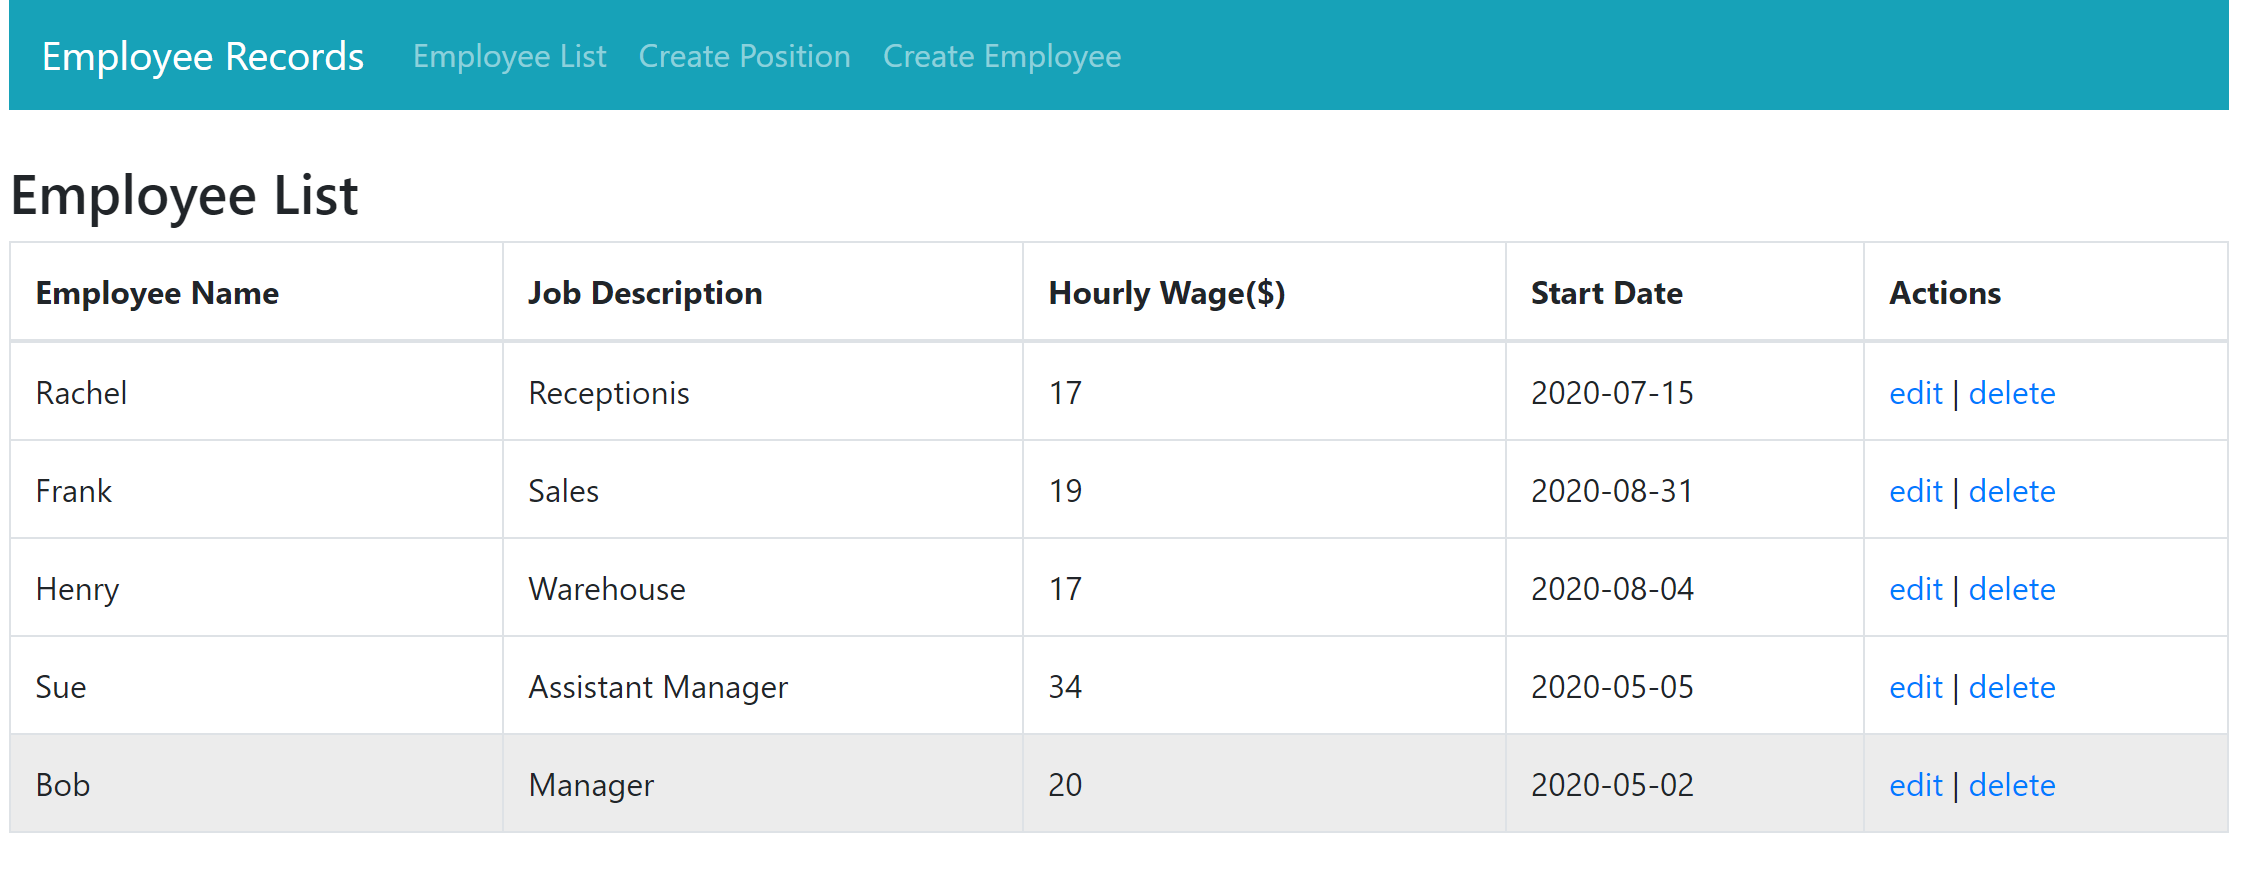 Employee Records Employee List Create Position Create Employee
Employee List
Employee Name Job Description Hourly Wage($) Start Date Actions
Rachel Receptionis 17 2020-07-15 edit | delete
Frank Sales 19 2020-08-31 edit | delete
Henry Warehouse 17 2020-08-04 edit | delete
Sue Assistant Manager 34 2020-05-05 edit | delete
Bob Manager 20 2020-05-02 edit | delete